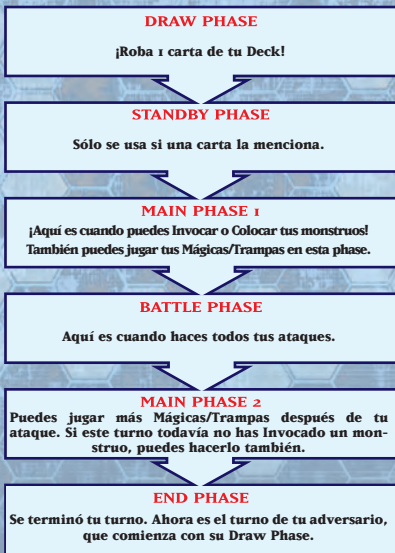 DRAW PHASE
¡Roba 1 carta de tu Deck!
STANDBY PHASE
Sólo se usa si una carta la menciona.
MAIN PHASE 1
¡Aquí es cuando puedes Invocar o Colocar tus monstruos!
También puedes jugar tus Mágicas/Trampas en esta phase.
BATTLE PHASE
Aquí es cuando haces todos tus ataques.
MAIN PHASE 2
Puedes jugar más Mágicas/Trampas después de tu
ataque. Si este turno todavía no has Invocado un mon-
struo, puedes hacerlo también.
END PHASE
Se terminó tu turno. Ahora es el turno de tu adversario,
que comienza con su Draw Phase.